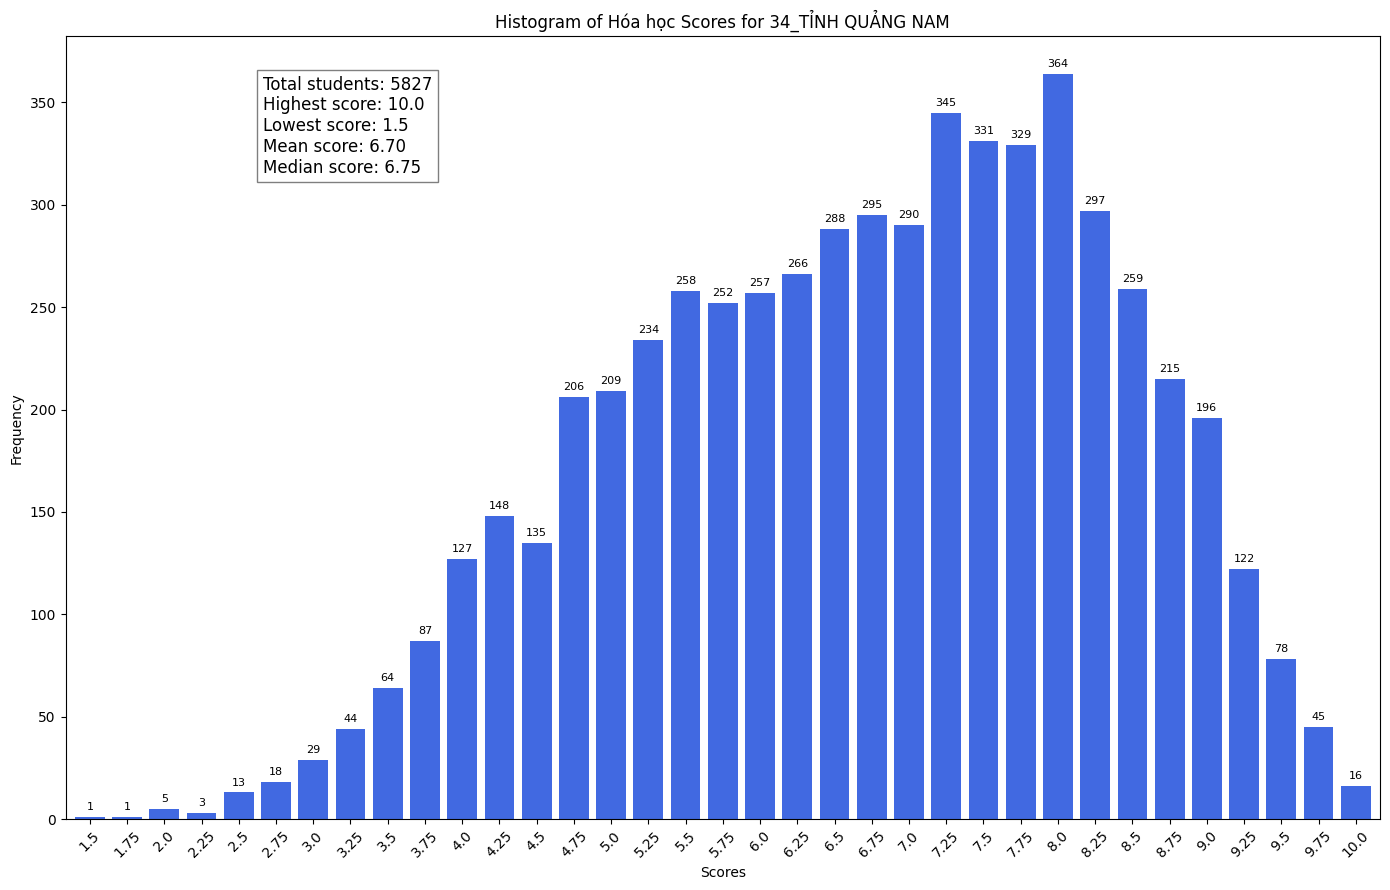 Histogram of Hóa học Scores for 34_TỈNH QUẢNG NAM
Total students: 5827
Highest score: 10.0
Lowest score: 1.5
Mean score: 6.70
Median score: 6.75
Frequency
350
300
250
200
150
100
50
0
1 1 5 3 13 18 29 44 64 87 127 148 135 206 209 234 258 252 257 266 288 295 290 345 331 329 364 297 259 215 196 122 78 45 16
1.5 1.75 2.0 2.25 2.5 2.75 3.0 3.25 3.5 3.75 4.0 4.25 4.5 4.75 5.0 5.25 5.5 5.75 6.0 6.25 6.5 6.75 7.0 7.25 7.5 7.75 8.0 8.25 8.5 8.75 9.0 9.25 9.5 9.75 10.0
Scores